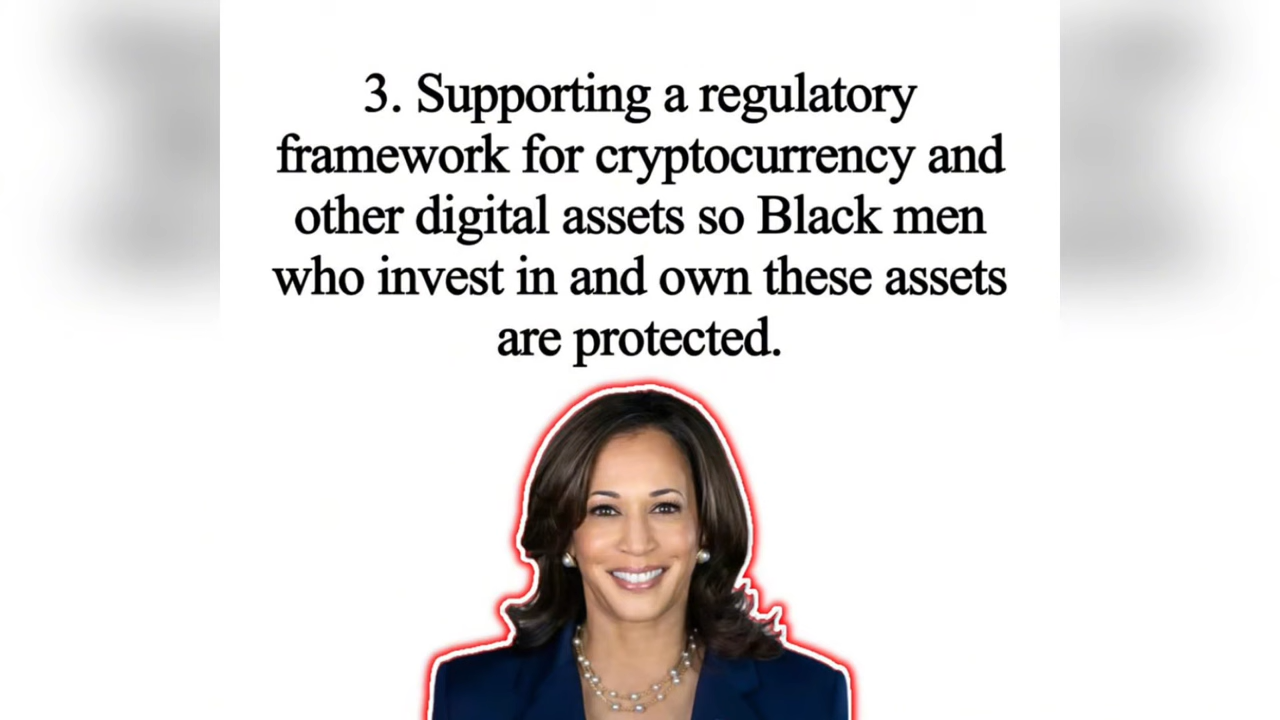 3. Supporting a regulatory
framework for cryptocurrency and
other digital assets so Black men
who invest in and own these assets
are protected.